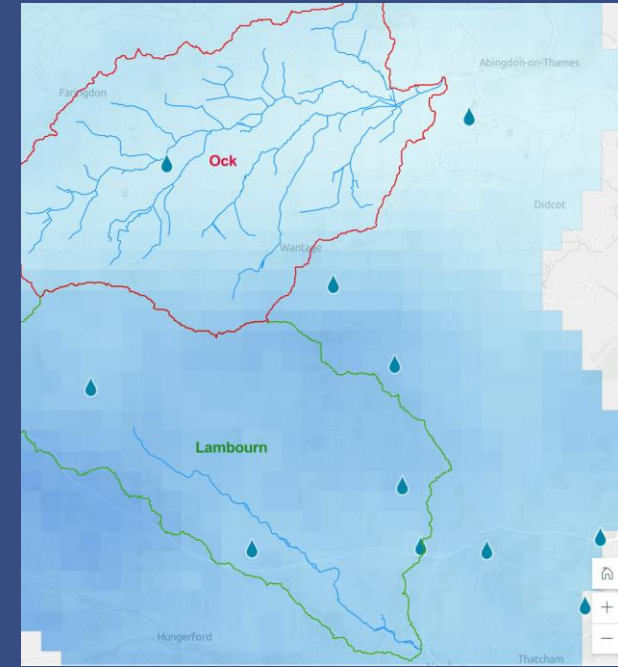 Abingdon-on-Thames
Faringdon
Ock
Didcot
Wantage
Lambourn
Hungerford
Thatcham